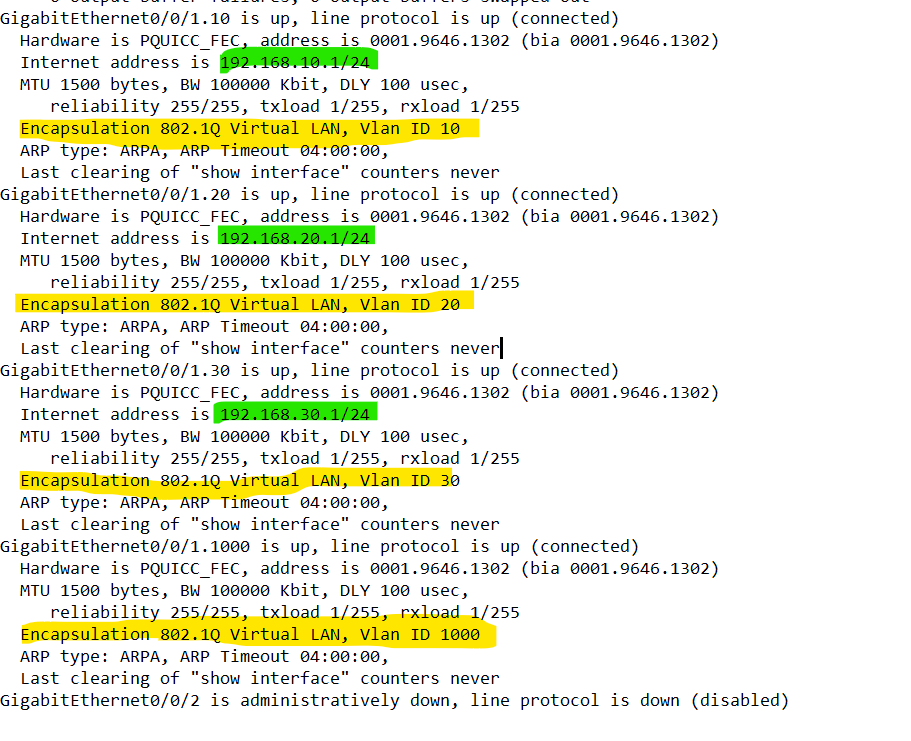 0 output buffer failures, 0 output buffers swapped out
GigabitEthernet0/0/1.10 is up, line protocol is up (connected)
Hardware is PQUICC_FEC, address is 0001.9646.1302 (bia 0001.9646.1302)
Internet address is 192.168.10.1/24
MTU 1500 bytes, BW 100000 Kbit, DLY 100 usec,
reliability 255/255, txload 1/255, rxload 1/255
Encapsulation 802.1Q Virtual LAN, Vlan ID 10
ARP type: ARPA, ARP Timeout 04:00:00,
Last clearing of "show interface" counters never
GigabitEthernet0/0/1.20 is up, line protocol is up (connected)
Hardware is PQUICC_FEC, address is 0001.9646.1302 (bia 0001.9646.1302)
Internet address is 192.168.20.1/24
MTU 1500 bytes, BW 100000 Kbit, DLY 100 usec,
reliability 255/255, txload 1/255, rxload 1/255
Encapsulation 802.1Q Virtual LAN, Vlan ID 20
ARP type: ARPA, ARP Timeout 04:00:00,
Last clearing of "show interface" counters never
GigabitEthernet0/0/1.30 is up, line protocol is up (connected)
Hardware is PQUICC_FEC, address is 0001.9646.1302 (bia 0001.9646.1302)
Internet address is 192.168.30.1/24
MTU 1500 bytes, BW 100000 Kbit, DLY 100 usec,
reliability 255/255, txload 1/255, rxload 1/255
Encapsulation 802.1Q Virtual LAN, Vlan ID 30
ARP type: ARPA, ARP Timeout 04:00:00,
Last clearing of "show interface" counters never
GigabitEthernet0/0/1.1000 is up, line protocol is up (connected)
Hardware is PQUICC_FEC, address is 0001.9646.1302 (bia 0001.9646.1302)
MTU 1500 bytes, BW 100000 Kbit, DLY 100 usec,
reliability 255/255, txload 1/255, rxload 1/255
Encapsulation 802.1Q Virtual LAN, Vlan ID 1000
ARP type: ARPA, ARP Timeout 04:00:00,
Last clearing of "show interface" counters never
GigabitEthernet0/0/2 is administratively down, line protocol is down (disabled)